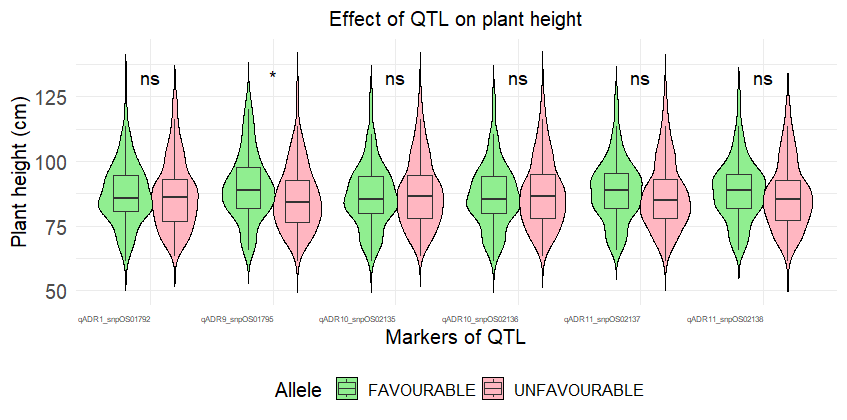 Effect of QTL on plant height
ns * ns ns ns ns
Plant height (cm)
125
100
75
50
qADR1_snpOS01792 qADR9_snpOS01795 qADR10_snpOS02135 qADR10_snpOS02136 qADR11_snpOS02137 qADR11_snpOS02138
Markers of QTL
Allele FAVOURABLE UNFAVOURABLE